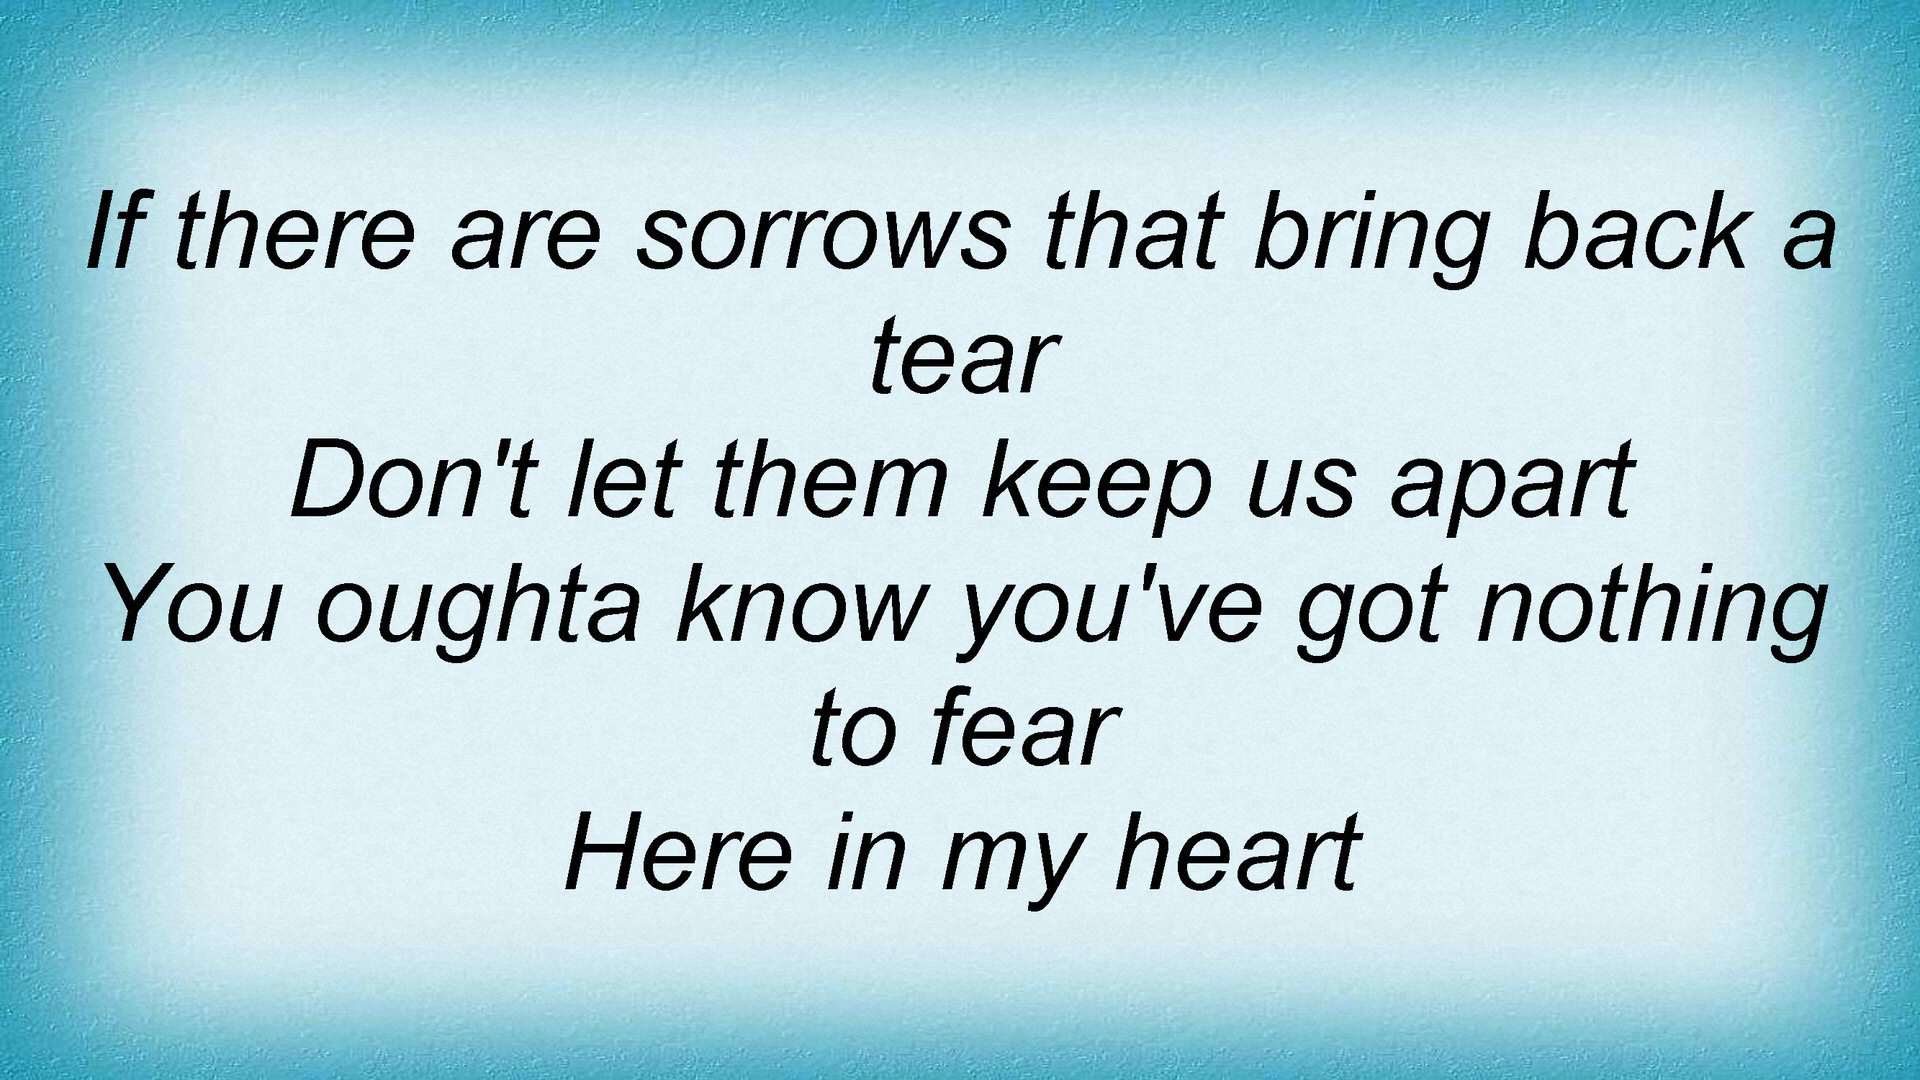 If there are sorrows that bring back a
tear
Don't let them keep us apart
You oughta know you've got nothing
to fear
Here in my heart